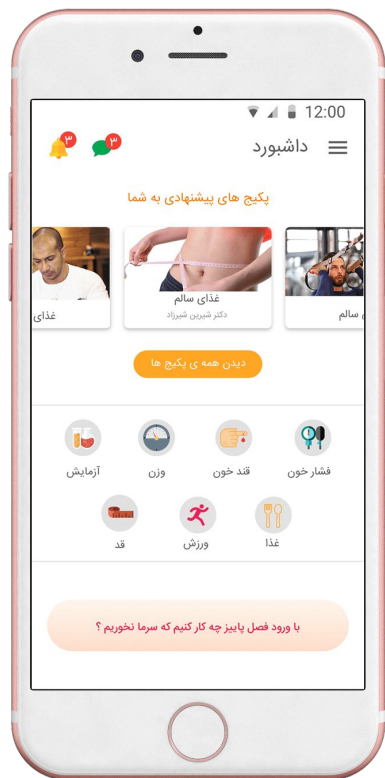 12:00
داشبورد
۳
۳
پکیج های پیشنهادی به شما
ی سالم
غذای سالم
دکتر شیرین شیرزاد
غذای
دیدن همه ی پکیج ها
فشار خون
قند خون
وزن
آزمایش
غذا
ورزش
قد
با ورود فصل پاییز چه کار کنیم که سرما نخوریم ؟